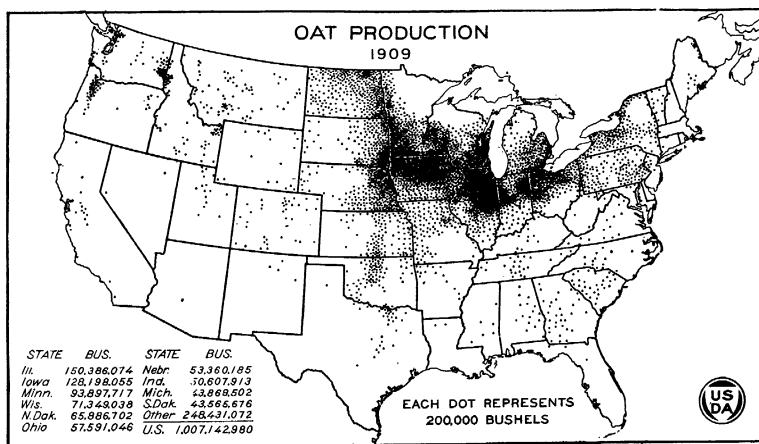 OAT PRODUCTION
1909
STATE BUS. STATE BUS.
Ill. 150,386,074 Nebr. 53,360,185
Iowa 128,198,055 Ind. 50,607,913
Minn. 93,897,717 Mich. 43,869,502
Wis. 71,349,038 S.Dak. 43,565,676
N.Dak. 65,886,702 Other 248,431,072
Ohio 57,591,046 U.S. 1,007,142,980
EACH DOT REPRESENTS
200,000 BUSHELS
US
DA